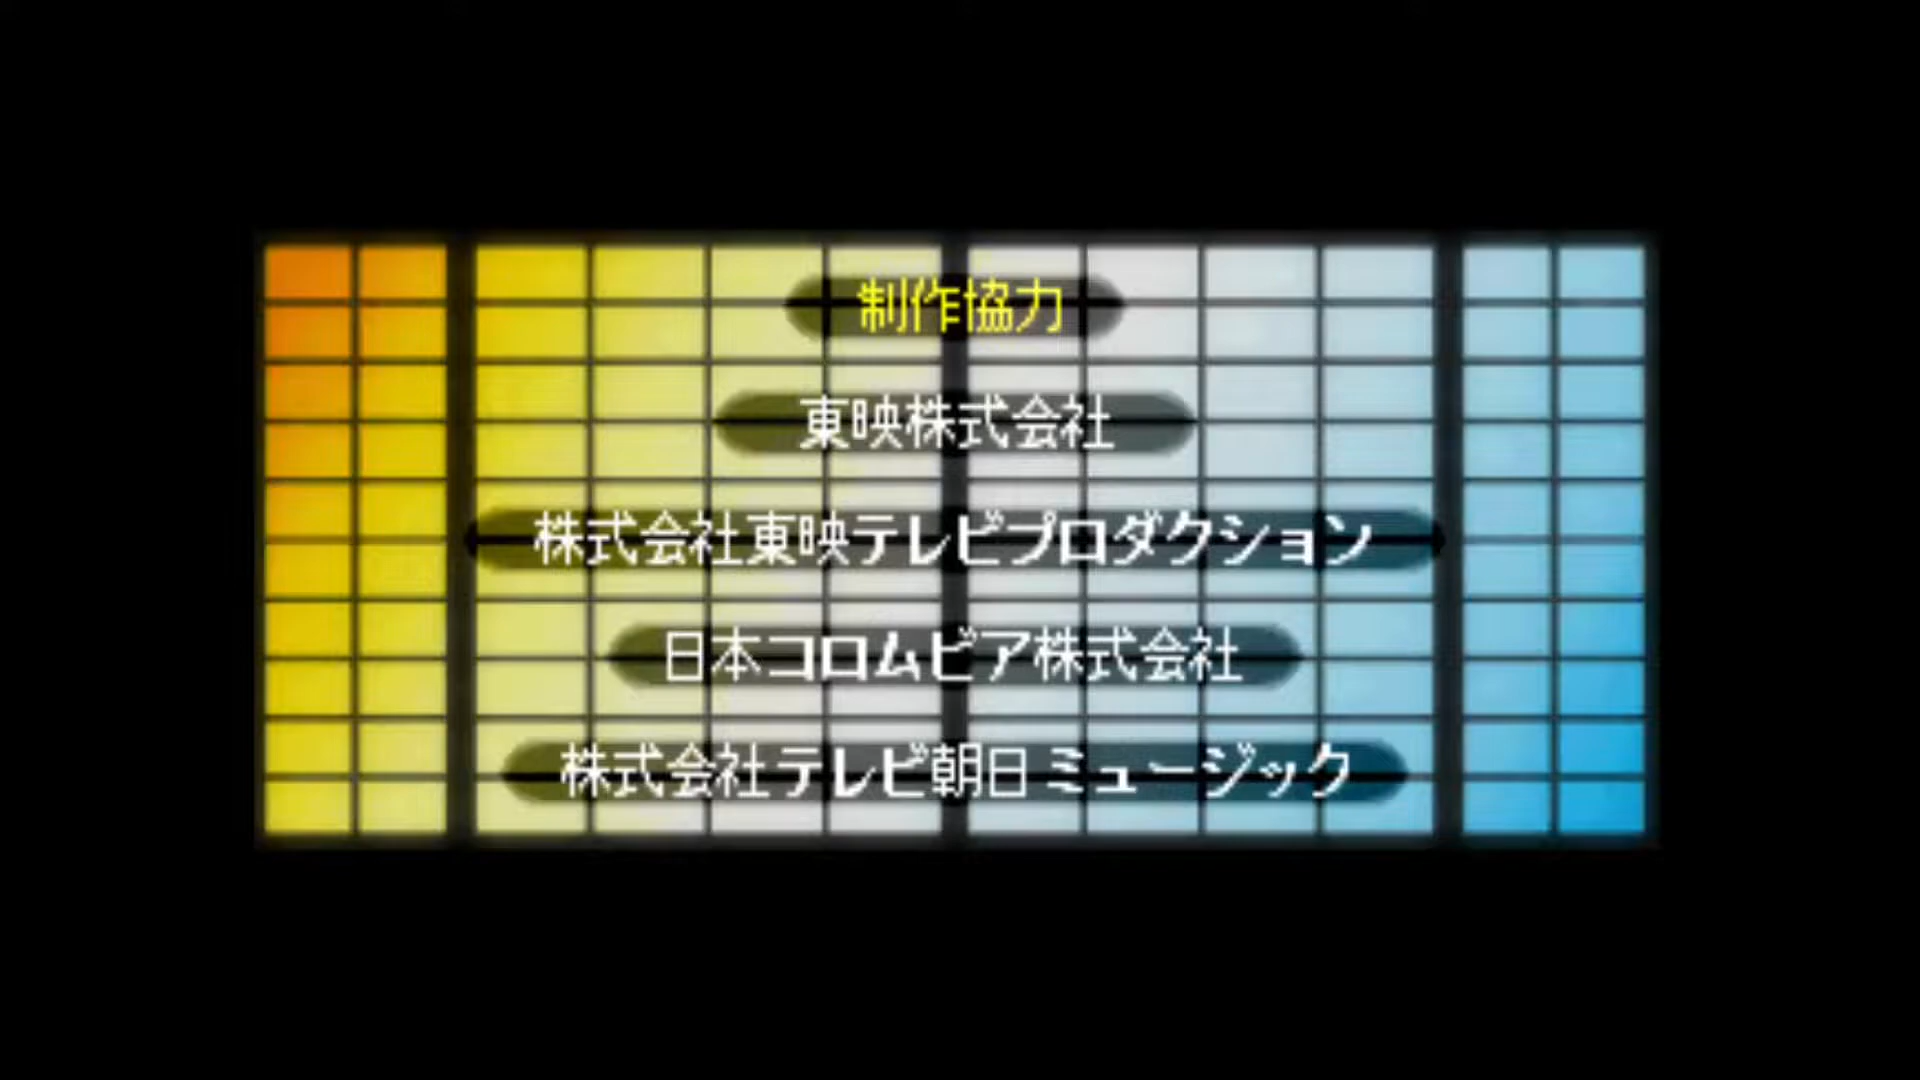 制作協力
東映株式会社
株式会社東映テレビプロダクション
日本コロムビア株式会社
株式会社テレビ朝日ミュージック